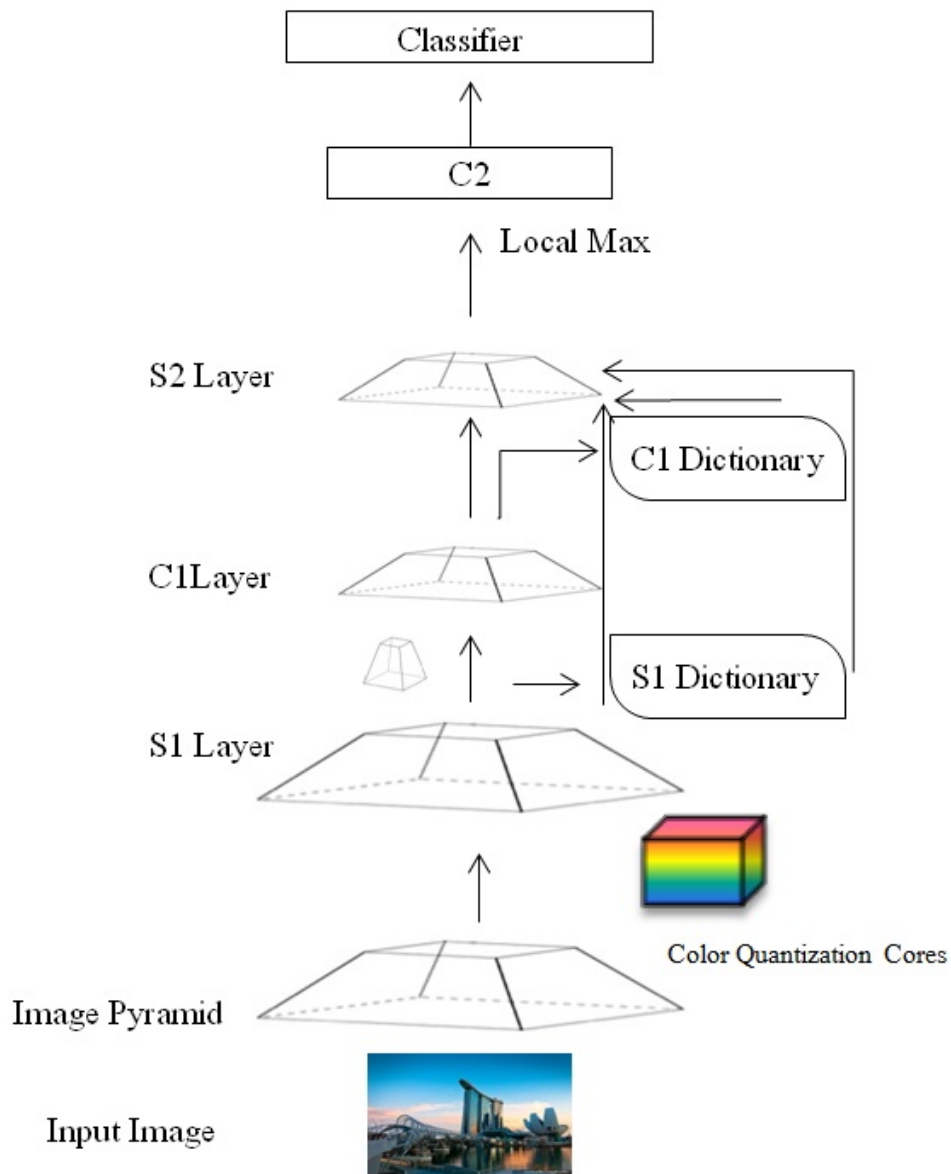 Classifier
C2
Local Max
S2 Layer
C1 Dictionary
C1Layer
S1 Dictionary
S1 Layer
Color Quantization Cores
Image Pyramid
Input Image